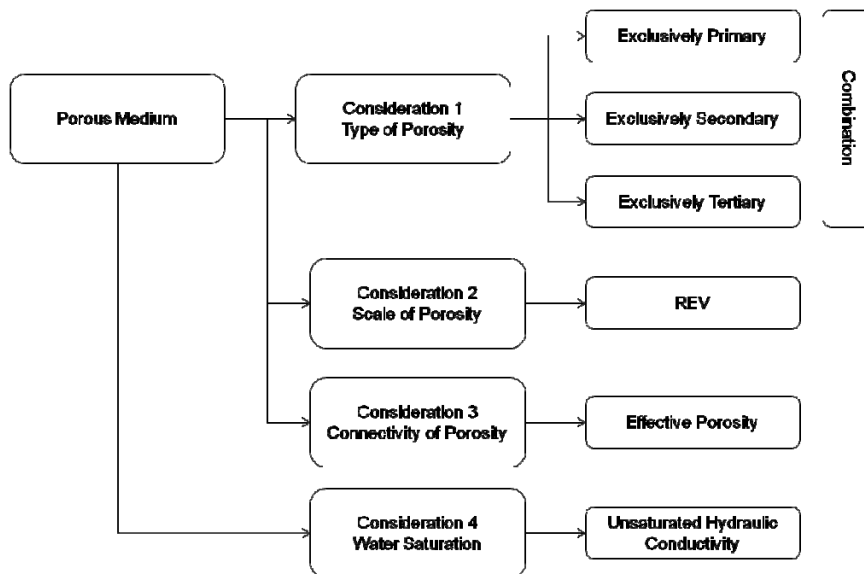 Porous Medium
Consideration 1
Type of Porosity
Exclusively Primary
Exclusively Secondary
Exclusively Tertiary
Combination
Consideration 2
Scale of Porosity
REV
Consideration 3
Connectivity of Porosity
Effective Porosity
Consideration 4
Water Saturation
Unsaturated Hydraulic
Conductivity